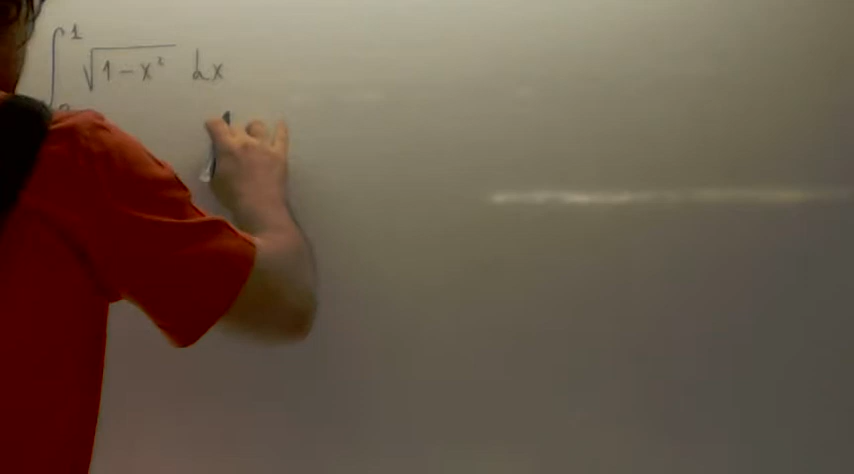 ∫₀¹ √(1-x²) dx